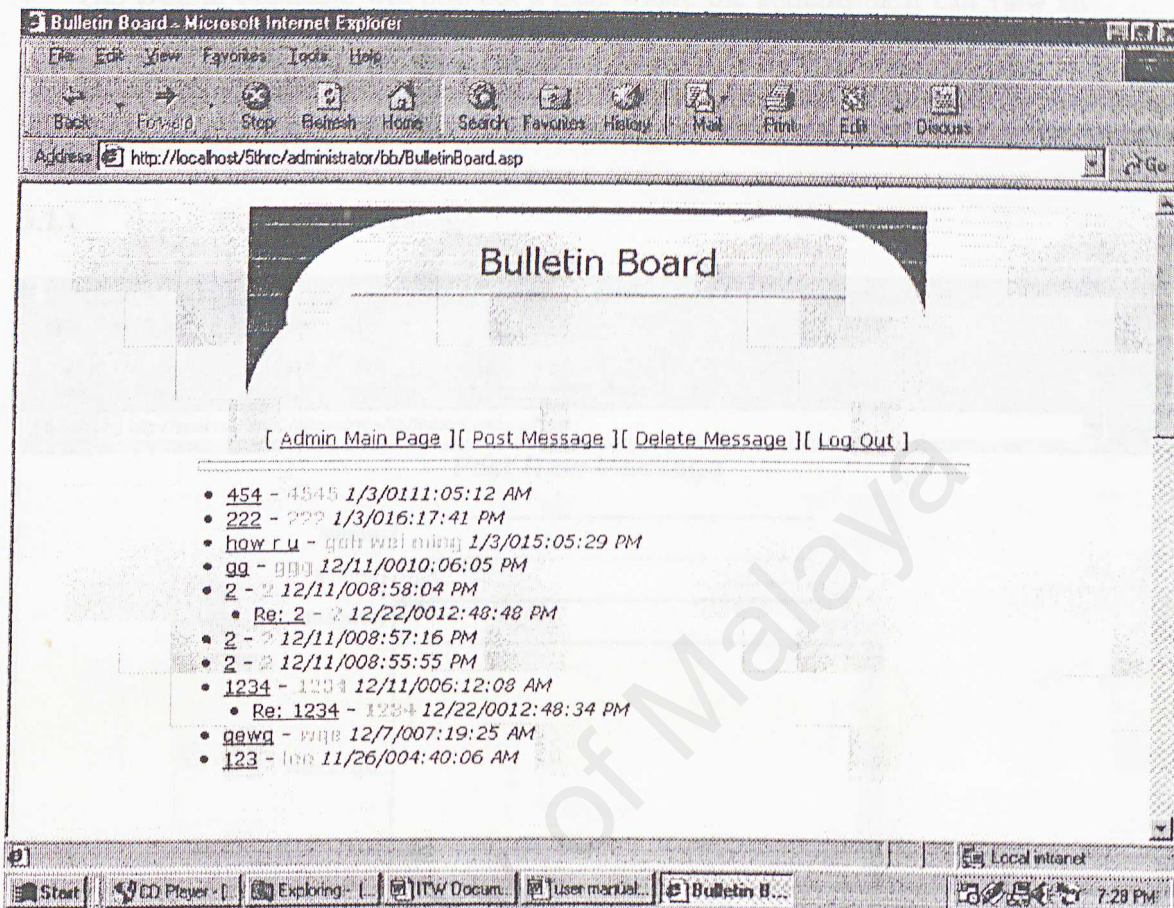 Bulletin Board - Microsoft Internet Explorer
File Edit View Favorites Tools Help
Back Forward Stop Refresh Home Search Favorites History Mail Print Edit Discuss
Address http://localhost/5thrc/administrator/bb/BulletinBoard.asp Go
Bulletin Board
[ Admin Main Page ][ Post Message ][ Delete Message ][ Log Out ]
454 - 4545 1/3/0111:05:12 AM
222 - 222 1/3/016:17:41 PM
how r u - goh wei ming 1/3/015:05:29 PM
gg - ggg 12/11/0010:06:05 PM
2 - 2 12/11/008:58:04 PM
Re: 2 - 2 12/22/0012:48:48 PM
2 - 2 12/11/008:57:16 PM
2 - 2 12/11/008:55:55 PM
1234 - 1234 12/11/006:12:08 AM
Re: 1234 - 1234 12/22/0012:48:34 PM
qewq - 12/7/007:19:25 AM
123 - 11/26/004:40:06 AM
of Malaya
Local intranet
Start CD Player - [ Exploring - [... ITW Docum... user manual... Bulletin B... 7:28 PM